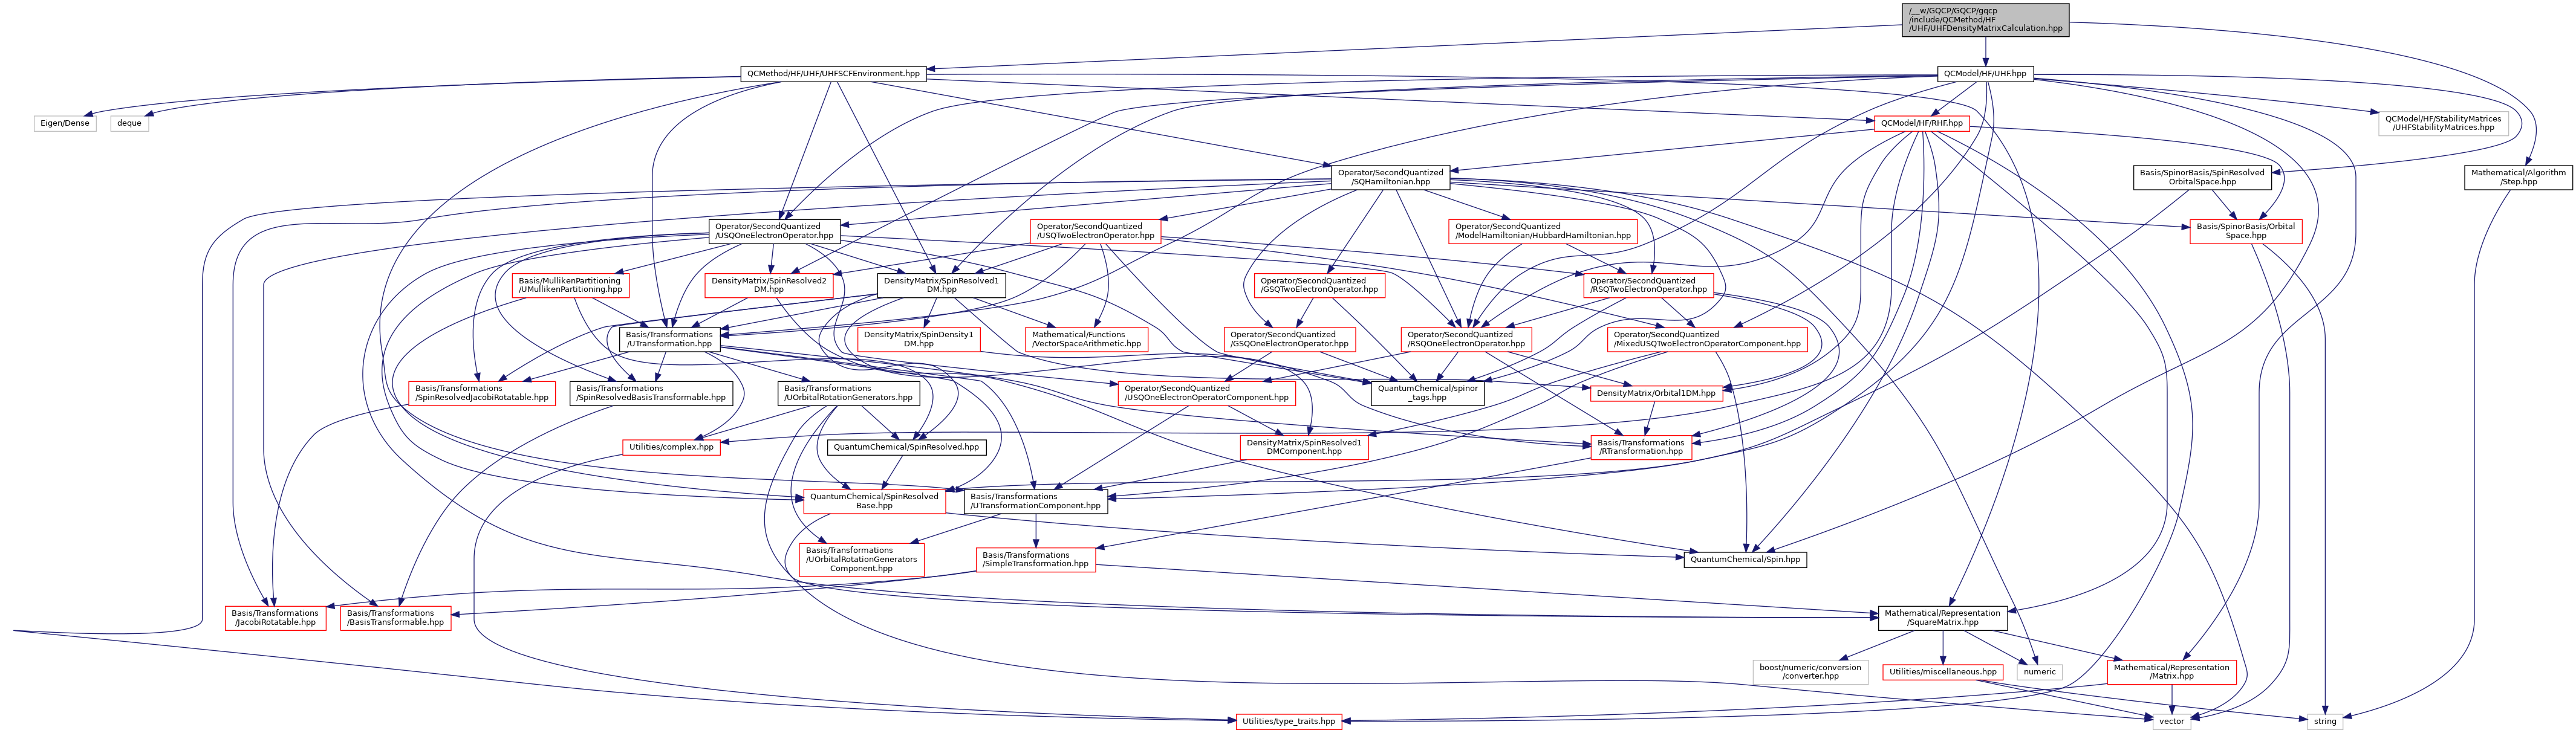 /__w/GQCP/GQCP/gqcp
/include/QCMethod/HF
/UHF/UHFDensityMatrixCalculation.hpp
QCMethod/HF/UHF/UHFSCFEnvironment.hpp
QCModel/HF/UHF.hpp
Eigen/Dense
deque
QCModel/HF/RHF.hpp
QCModel/HF/StabilityMatrices
/UHFStabilityMatrices.hpp
Operator/SecondQuantized
/SQHamiltonian.hpp
Basis/SpinorBasis/SpinResolved
OrbitalSpace.hpp
Mathematical/Algorithm
/Step.hpp
Operator/SecondQuantized
/USQOneElectronOperator.hpp
Operator/SecondQuantized
/USQTwoElectronOperator.hpp
Operator/SecondQuantized
/ModelHamiltonian/HubbardHamiltonian.hpp
Basis/SpinorBasis/Orbital
Space.hpp
Basis/MullikenPartitioning
/UMullikenPartitioning.hpp
DensityMatrix/SpinResolved2
DM.hpp
DensityMatrix/SpinResolved1
DM.hpp
Operator/SecondQuantized
/GSQTwoElectronOperator.hpp
Operator/SecondQuantized
/RSQTwoElectronOperator.hpp
Basis/Transformations
/UTransformation.hpp
DensityMatrix/SpinDensity1
DM.hpp
Mathematical/Functions
/VectorSpaceArithmetic.hpp
Operator/SecondQuantized
/GSQOneElectronOperator.hpp
Operator/SecondQuantized
/RSQOneElectronOperator.hpp
Operator/SecondQuantized
/MixedUSQTwoElectronOperatorComponent.hpp
Basis/Transformations
/SpinResolvedJacobiRotatable.hpp
Basis/Transformations
/SpinResolvedBasisTransformable.hpp
Basis/Transformations
/UOrbitalRotationGenerators.hpp
Operator/SecondQuantized
/USQOneElectronOperatorComponent.hpp
QuantumChemical/spinor
_tags.hpp
DensityMatrix/Orbital1DM.hpp
Utilities/complex.hpp
QuantumChemical/SpinResolved.hpp
DensityMatrix/SpinResolved1
DMComponent.hpp
Basis/Transformations
/RTransformation.hpp
QuantumChemical/SpinResolved
Base.hpp
Basis/Transformations
/UTransformationComponent.hpp
Basis/Transformations
/UOrbitalRotationGenerators
Component.hpp
Basis/Transformations
/SimpleTransformation.hpp
QuantumChemical/Spin.hpp
Basis/Transformations
/JacobiRotatable.hpp
Basis/Transformations
/BasisTransformable.hpp
Mathematical/Representation
/SquareMatrix.hpp
boost/numeric/conversion
/converter.hpp
Utilities/miscellaneous.hpp
numeric
Mathematical/Representation
/Matrix.hpp
Utilities/type_traits.hpp
vector
string